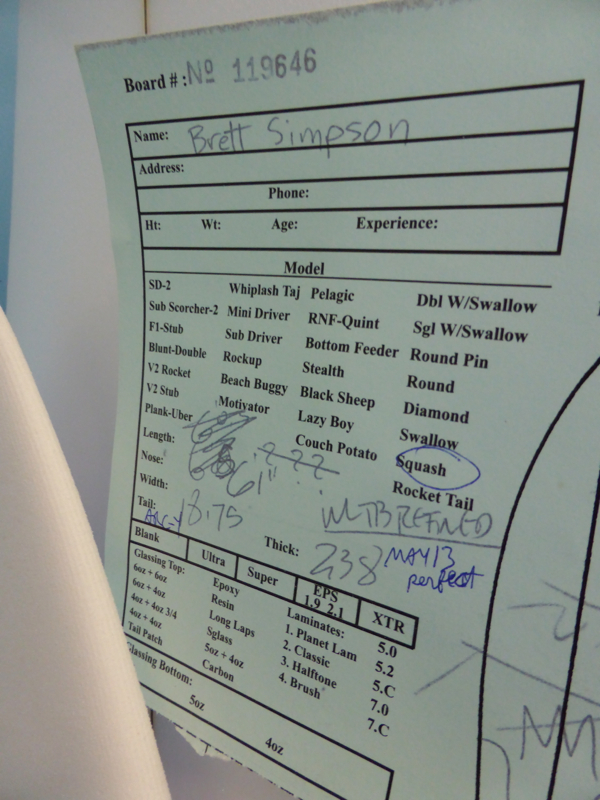 Board #: Nº 119646
Name: Brett Simpson
Address:
Phone:
Ht: Wt: Age: Experience:
Model
SD-2 Whiplash Taj Pelagic Dbl W/Swallow
Sub Scorcher-2 Mini Driver RNF-Quint Sgl W/Swallow
F1-Stub Sub Driver Bottom Feeder Round Pin
Blunt-Double Rockup Stealth Round
V2 Rocket Beach Buggy Black Sheep Diamond
V2 Stub Motivator Lazy Boy Swallow
Plank-Uber Couch Potato Squash
Length: Rocket Tail
Nose: 61" ???
Width: 18.75 WLTB REFINED
Tail: Thick: 2.38 MAY 13
perfect
Blank Ultra Super EPS 1.9 2.1 XTR
Glassing Top: Epoxy Laminates: 5.0
6oz + 6oz Resin 1. Planet Lam 5.2
6oz + 4oz Long Laps 2. Classic 5.C
4oz + 4oz 3/4 Sglass 3. Halftone 7.0
4oz + 4oz 5oz + 4oz 4. Brush 7.C
Tail Patch Carbon
Glassing Bottom:
5oz 4oz